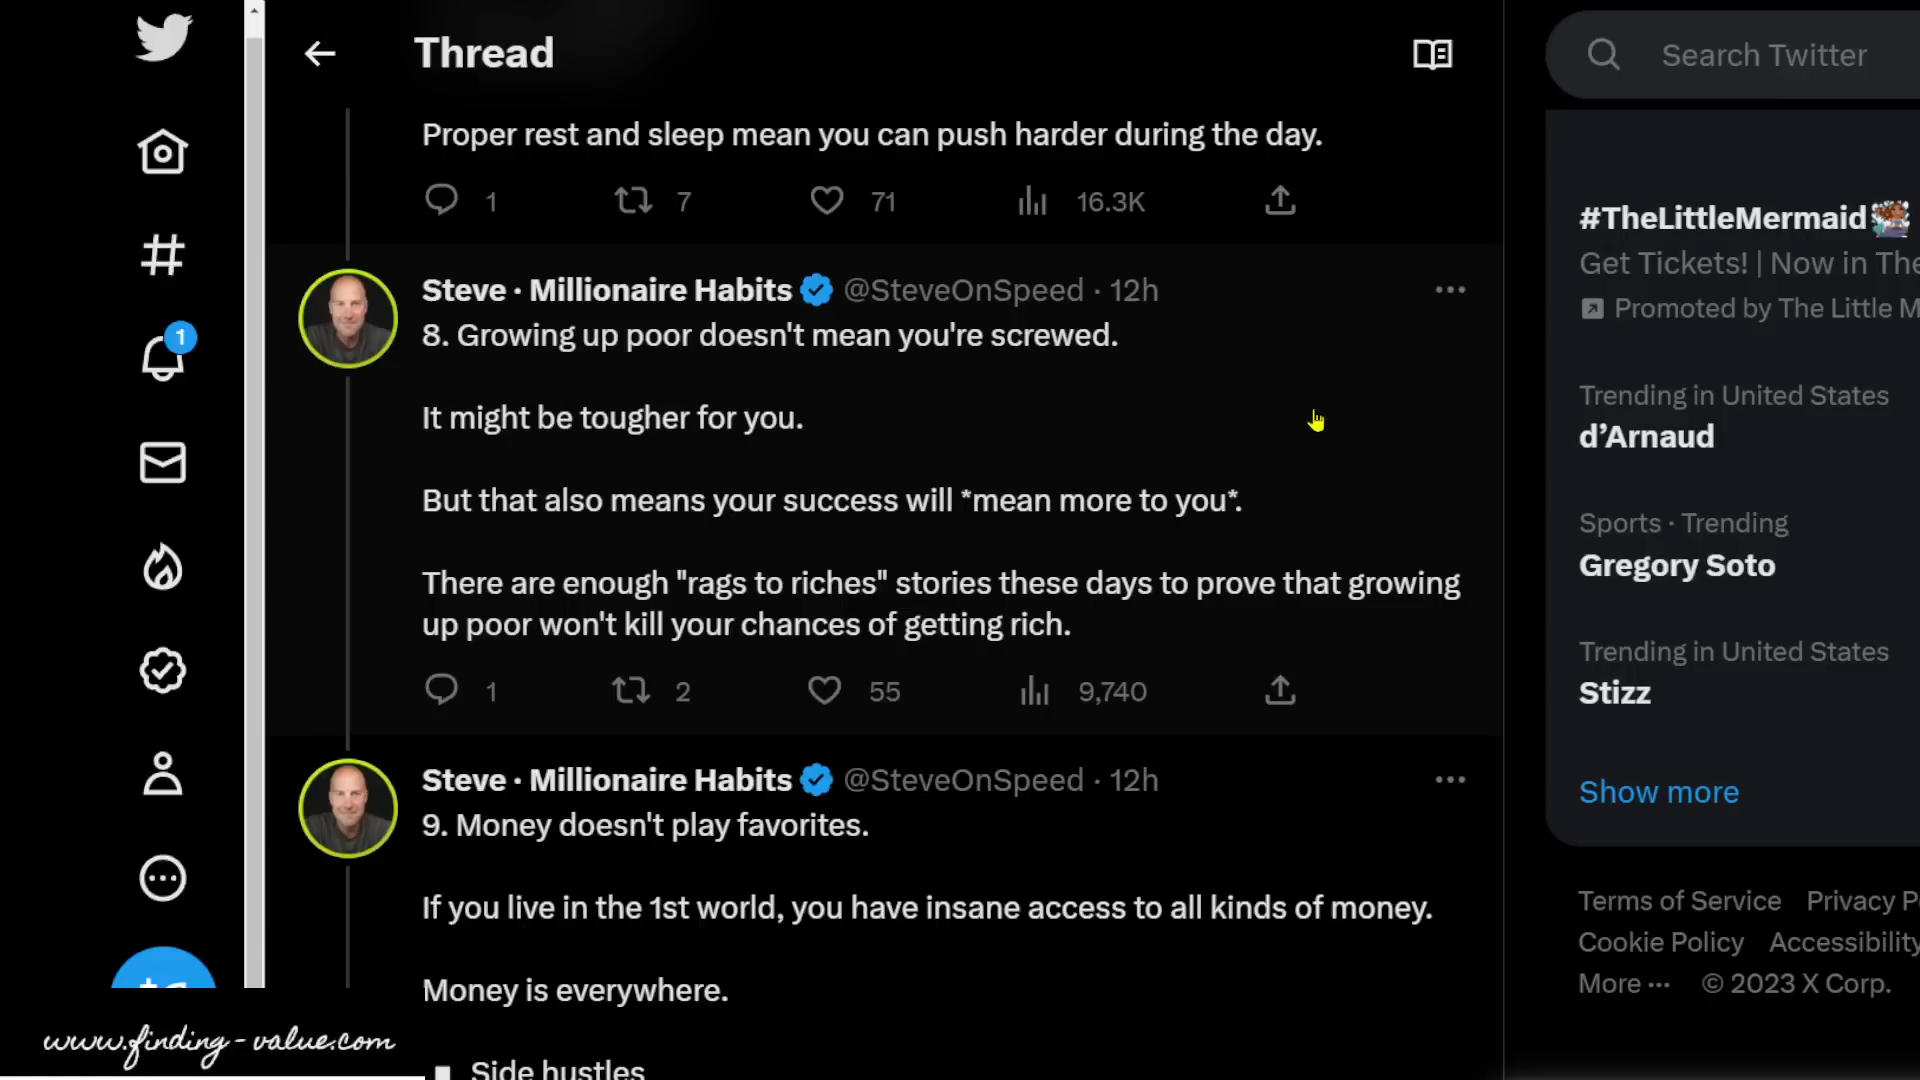 Thread
Search Twitter
Proper rest and sleep mean you can push harder during the day.
1 7 71 16.3K
1
Steve · Millionaire Habits @SteveOnSpeed · 12h
8. Growing up poor doesn't mean you're screwed.
It might be tougher for you.
But that also means your success will *mean more to you*.
There are enough "rags to riches" stories these days to prove that growing
up poor won't kill your chances of getting rich.
1 2 55 9,740
Steve · Millionaire Habits @SteveOnSpeed · 12h
9. Money doesn't play favorites.
If you live in the 1st world, you have insane access to all kinds of money.
Money is everywhere.
Side hustles
#TheLittleMermaid
Get Tickets! | Now in The
Promoted by The Little M
Trending in United States
d'Arnaud
Sports · Trending
Gregory Soto
Trending in United States
Stizz
Show more
Terms of Service Privacy P
Cookie Policy Accessibility
More ··· © 2023 X Corp.
www.finding-value.com